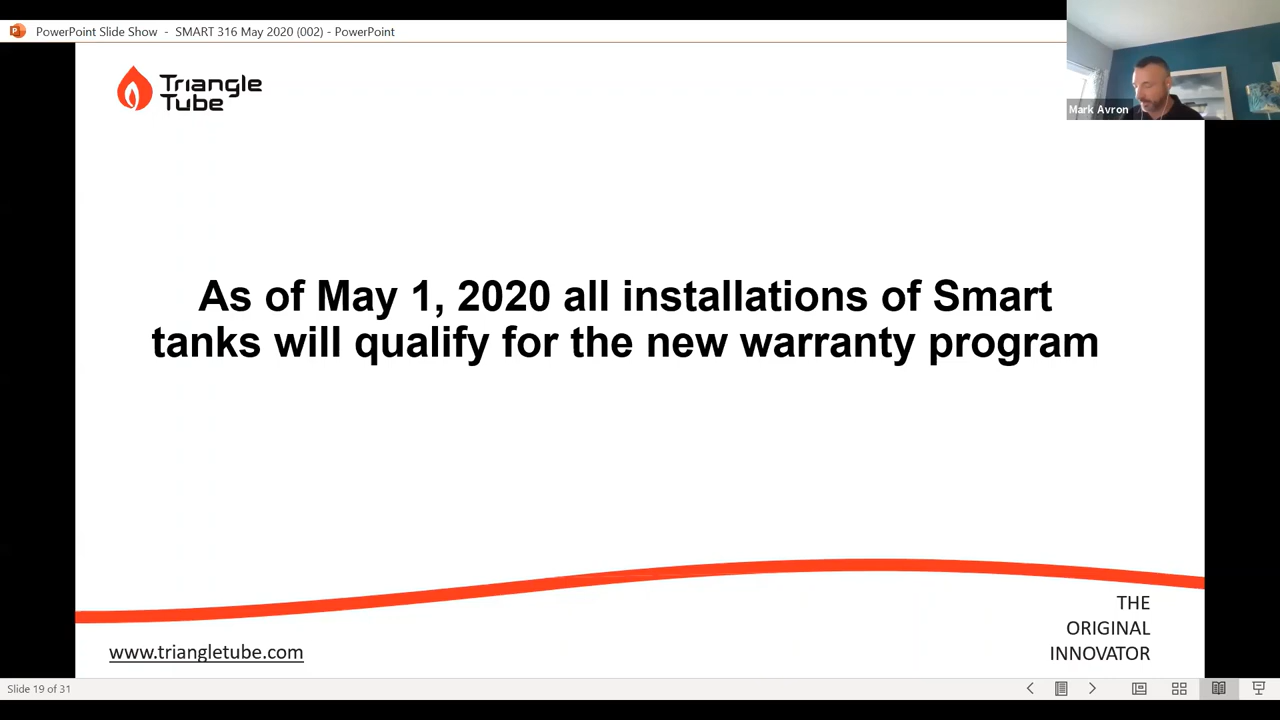 PowerPoint Slide Show - SMART 316 May 2020 (002) - PowerPoint
Mark Avron
Triangle
Tube
As of May 1, 2020 all installations of Smart
tanks will qualify for the new warranty program
THE
ORIGINAL
INNOVATOR
www.triangletube.com
Slide 19 of 31